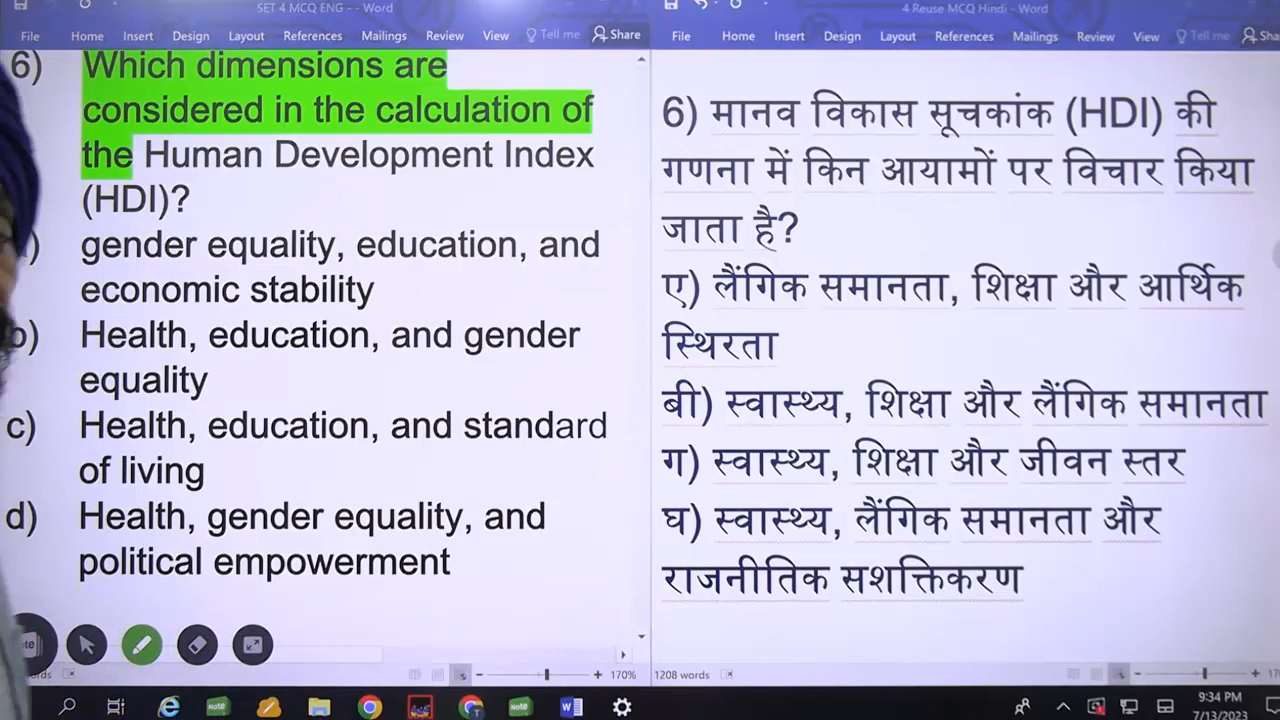 SET 4 MCQ ENG - - Word
File Home Insert Design Layout References Mailings Review View Tell me Share
6) Which dimensions are
considered in the calculation of
the Human Development Index
(HDI)?
) gender equality, education, and
economic stability
b) Health, education, and gender
equality
c) Health, education, and standard
of living
d) Health, gender equality, and
political empowerment
170%
4 Reuse MCQ Hindi - Word
File Home Insert Design Layout References Mailings Review View Tell me Sha
6) मानव विकास सूचकांक (HDI) की
गणना में किन आयामों पर विचार किया
जाता है?
ए) लैंगिक समानता, शिक्षा और आर्थिक
स्थिरता
बी) स्वास्थ्य, शिक्षा और लैंगिक समानता
ग) स्वास्थ्य, शिक्षा और जीवन स्तर
घ) स्वास्थ्य, लैंगिक समानता और
राजनीतिक सशक्तिकरण
1208 words
9:34 PM
7/13/2023